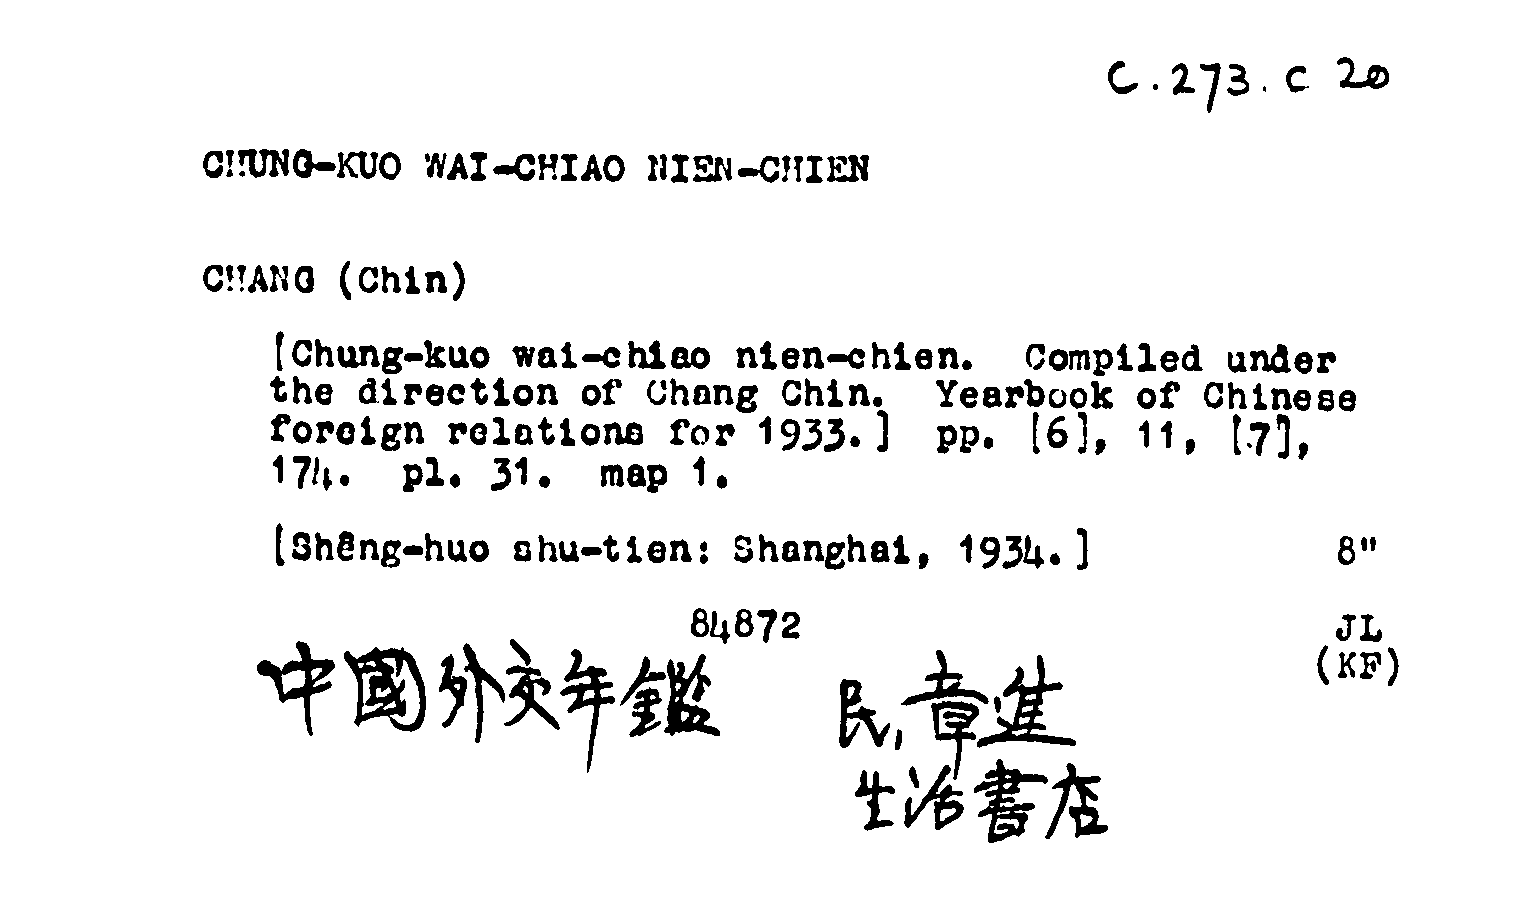 C.273.c 20
CHUNG-KUO WAI-CHIAO NIEN-CHIEN
CHANG (Chin)
[Chung-kuo wai-chiao nien-chien. Compiled under
the direction of Chang Chin. Yearbook of Chinese
foreign relations for 1933.] pp. [6], 11, [7],
174. pl. 31. map 1.
[Shêng-huo shu-tien: Shanghai, 1934.] 8"
84872 JL
(KF)
中國外交年鑑 民,章進
生活書店